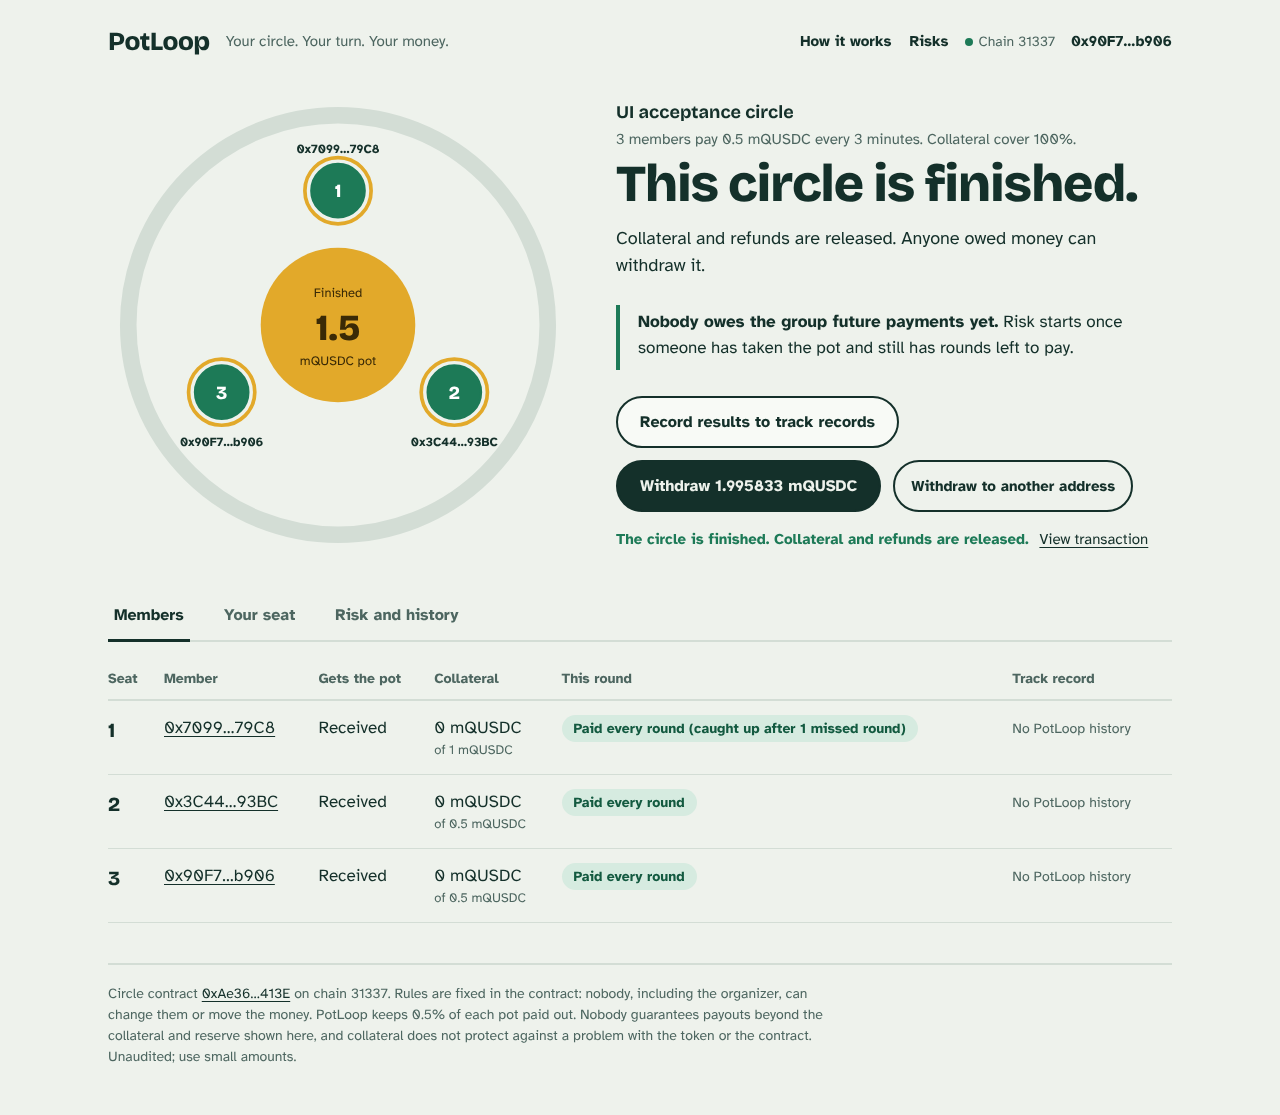 PotLoop
Your circle. Your turn. Your money.
How it works
Risks
Chain 31337
0x90F7…b906
0x7099…79C8
1
Finished
1.5
mQUSDC pot
3
2
0x90F7…b906
0x3C44…93BC
UI acceptance circle
3 members pay 0.5 mQUSDC every 3 minutes. Collateral cover 100%.
This circle is finished.
Collateral and refunds are released. Anyone owed money can
withdraw it.
Nobody owes the group future payments yet. Risk starts once
someone has taken the pot and still has rounds left to pay.
Record results to track records
Withdraw 1.995833 mQUSDC
Withdraw to another address
The circle is finished. Collateral and refunds are released. View transaction
Members
Your seat
Risk and history
Seat Member Gets the pot Collateral This round Track record
1 0x7099…79C8 Received 0 mQUSDC Paid every round (caught up after 1 missed round) No PotLoop history
of 1 mQUSDC
2 0x3C44…93BC Received 0 mQUSDC Paid every round No PotLoop history
of 0.5 mQUSDC
3 0x90F7…b906 Received 0 mQUSDC Paid every round No PotLoop history
of 0.5 mQUSDC
Circle contract 0xAe36…413E on chain 31337. Rules are fixed in the contract: nobody, including the organizer, can
change them or move the money. PotLoop keeps 0.5% of each pot paid out. Nobody guarantees payouts beyond the
collateral and reserve shown here, and collateral does not protect against a problem with the token or the contract.
Unaudited; use small amounts.